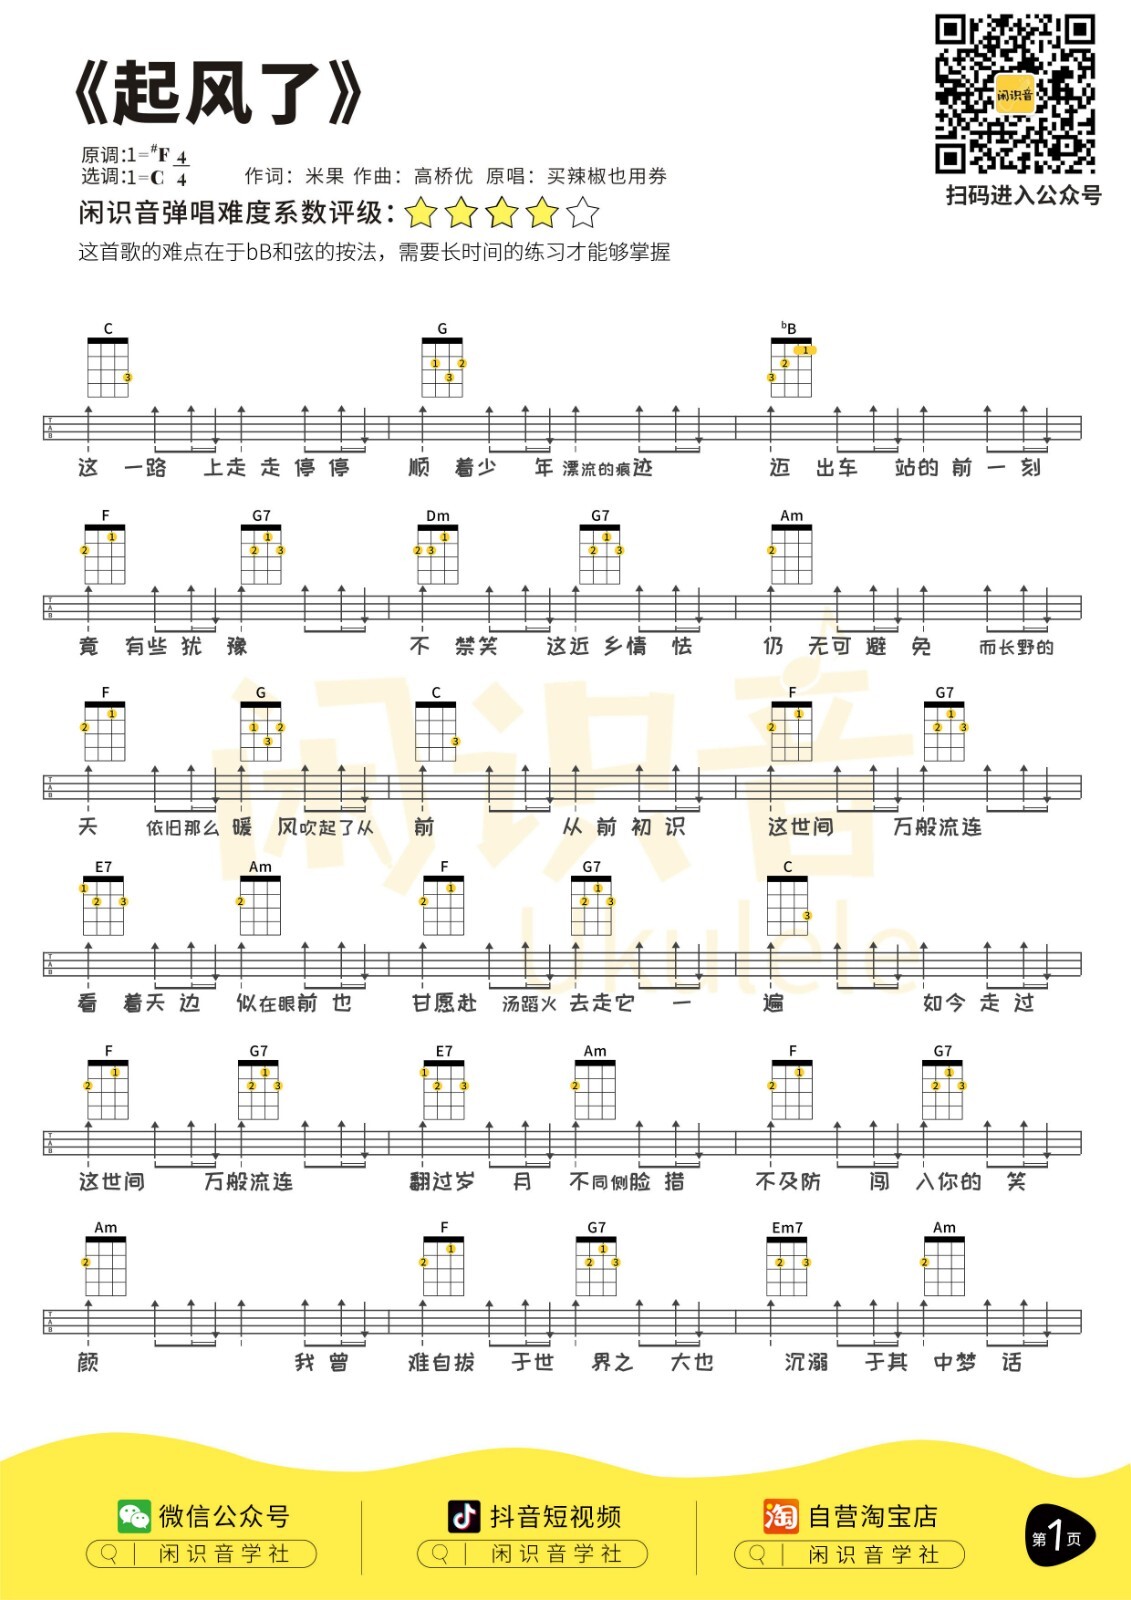 《起风了》
闲识音
扫码进入公众号
原调:1=#F 4/4
选调:1=C
作词：米果 作曲：高桥优 原唱：买辣椒也用券
闲识音弹唱难度系数评级：
这首歌的难点在于bB和弦的按法，需要长时间的练习才能够掌握
C G bB
这 一路 上走 走 停 停 顺 着少 年 漂流的痕迹 迈 出车 站的 前 一 刻
F G7 Dm G7 Am
竟 有些 犹 豫 不 禁笑 这近 乡情 怯 仍 无可 避 免 而长野的
F G C F G7
天 依旧那么 暖 风吹起了从 前 从 前 初 识 这世间 万般流连
E7 Am F G7 C
看 着天 边 似在眼前也 甘愿赴 汤蹈火 去走它 一 遍 如今 走 过
F G7 E7 Am F G7
这世间 万般流连 翻过岁 月 不同侧脸 措 不及防 闯 入你的 笑
Am F G7 Em7 Am
颜 我 曾 难自拔 于世 界之 大也 沉溺 于其 中梦 话
闲识音
Ukulele
微信公众号 抖音短视频 自营淘宝店
闲识音学社 闲识音学社 闲识音学社
第1页